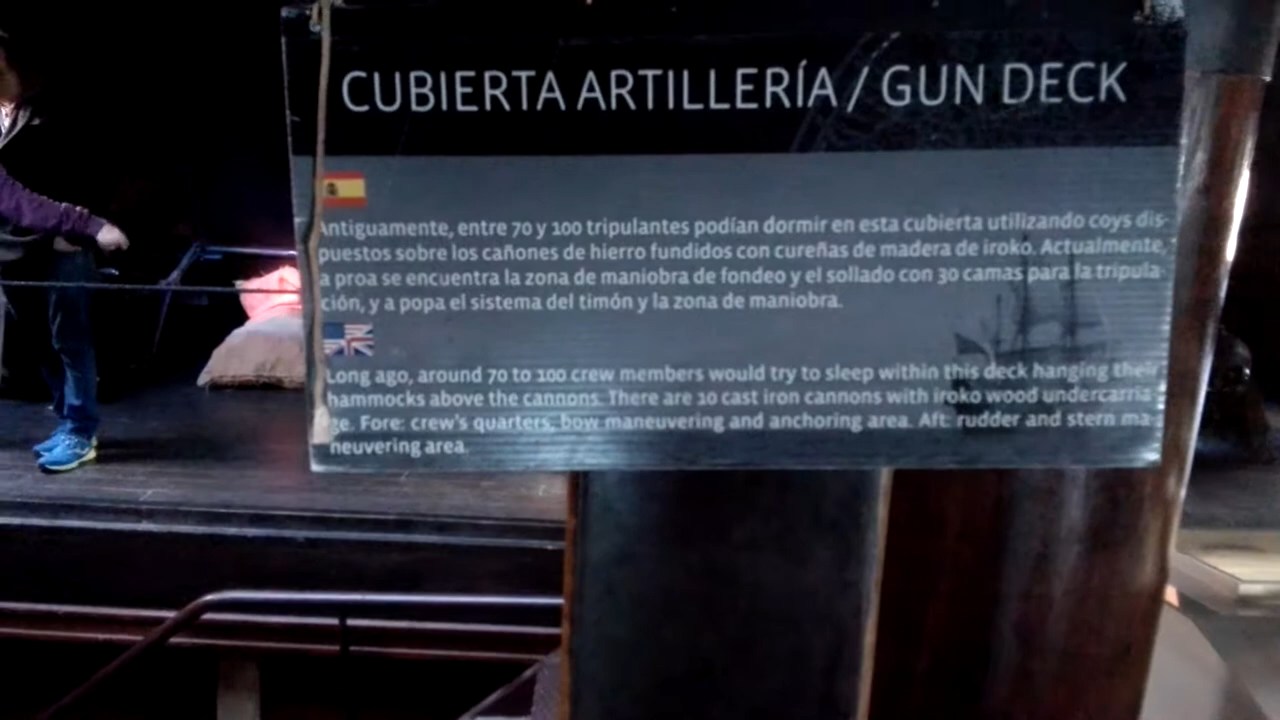 CUBIERTA ARTILLERÍA / GUN DECK
Antiguamente, entre 70 y 100 tripulantes podían dormir en esta cubierta utilizando coys dis-
puestos sobre los cañones de hierro fundidos con cureñas de madera de iroko. Actualmente,
a proa se encuentra la zona de maniobra de fondeo y el sollado con 30 camas para la tripula-
ción, y a popa el sistema del timón y la zona de maniobra.
Long ago, around 70 to 100 crew members would try to sleep within this deck hanging their
hammocks above the cannons. There are 10 cast iron cannons with iroko wood undercarria-
ge. Fore: crew's quarters, bow maneuvering and anchoring area. Aft: rudder and stern ma-
neuvering area.